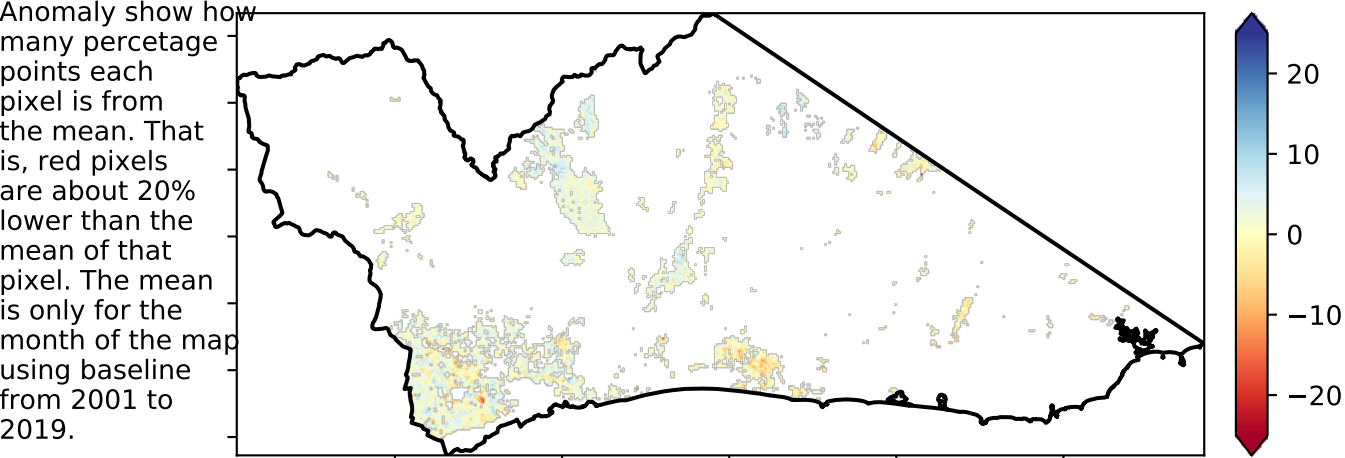 Anomaly show how
many percetage
points each
pixel is from
the mean. That
is, red pixels
are about 20%
lower than the
mean of that
pixel. The mean
is only for the
month of the map
using baseline
from 2001 to
2019.
20
10
0
−10
−20